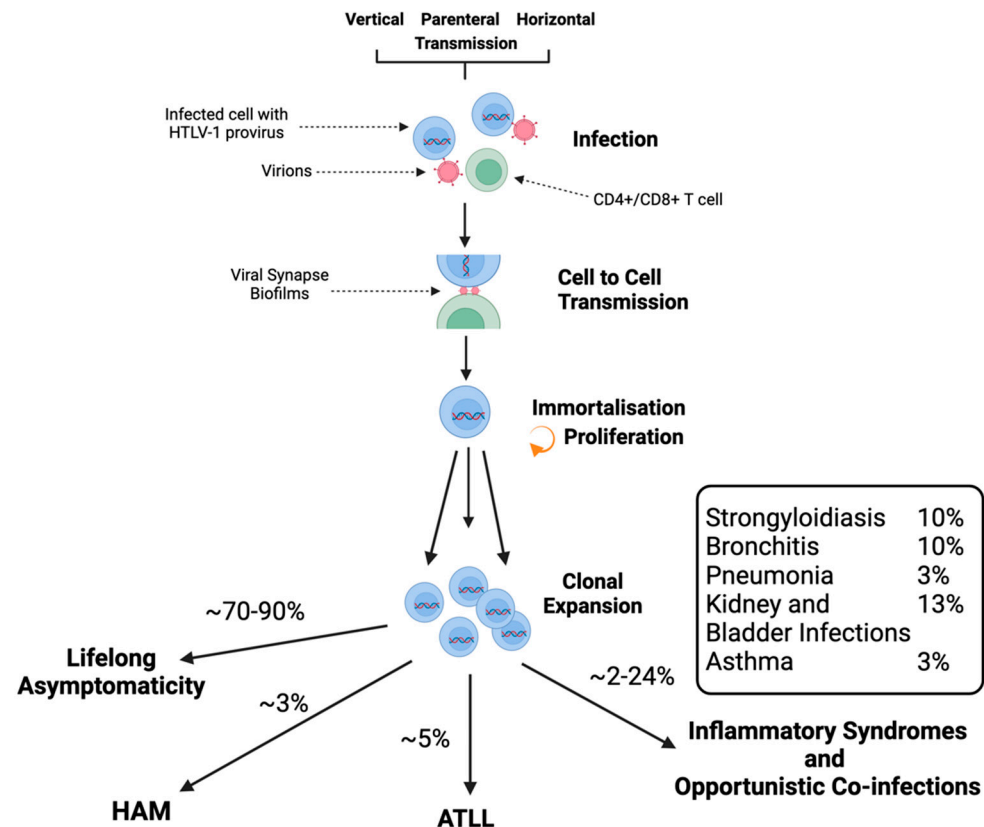 Vertical Parenteral Horizontal
Transmission
Infected cell with
HTLV-1 provirus
Infection
Virions
CD4+/CD8+ T cell
Viral Synapse
Biofilms
Cell to Cell
Transmission
Immortalisation
Proliferation
Strongyloidiasis 10%
Bronchitis 10%
Pneumonia 3%
Kidney and 13%
Bladder Infections
Asthma 3%
Clonal
Expansion
~70-90%
Lifelong
Asymptomaticity
~3%
~5%
~2-24%
Inflammatory Syndromes
and
Opportunistic Co-infections
HAM
ATLL